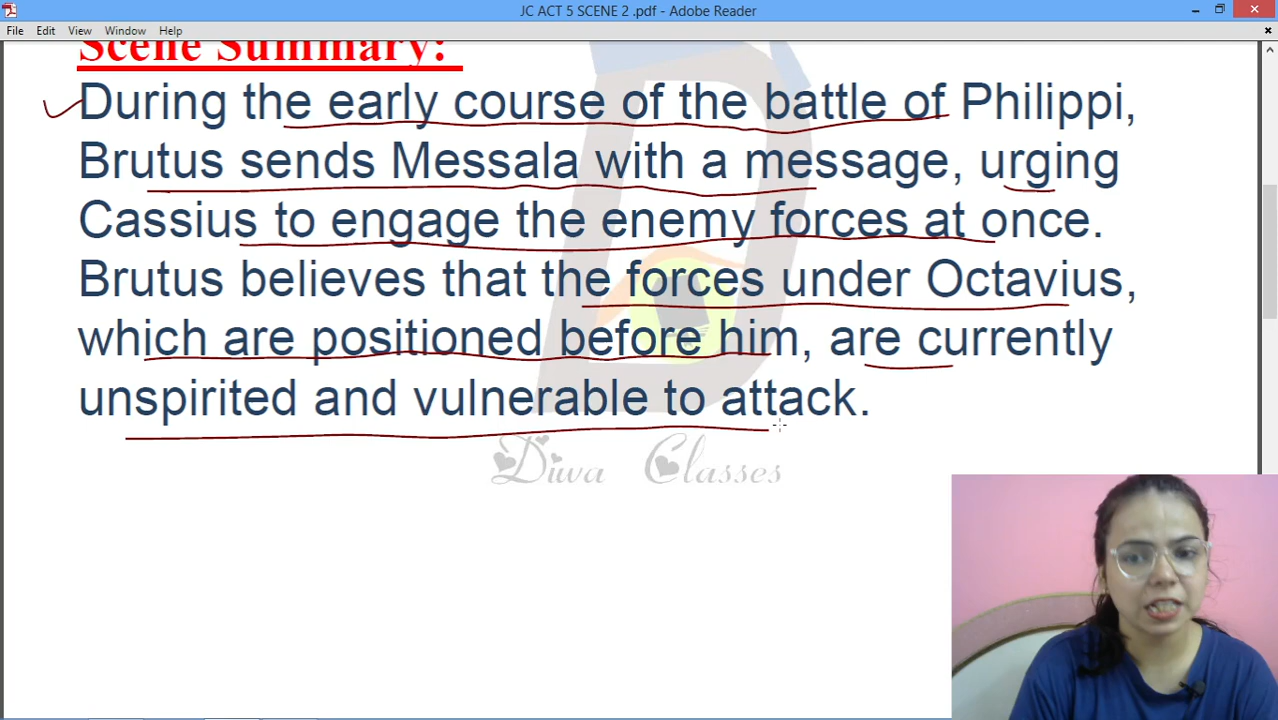 JC ACT 5 SCENE 2 .pdf - Adobe Reader
File Edit View Window Help
Scene Summary:
During the early course of the battle of Philippi,
Brutus sends Messala with a message, urging
Cassius to engage the enemy forces at once.
Brutus believes that the forces under Octavius,
which are positioned before him, are currently
unspirited and vulnerable to attack.
Diwa Classes